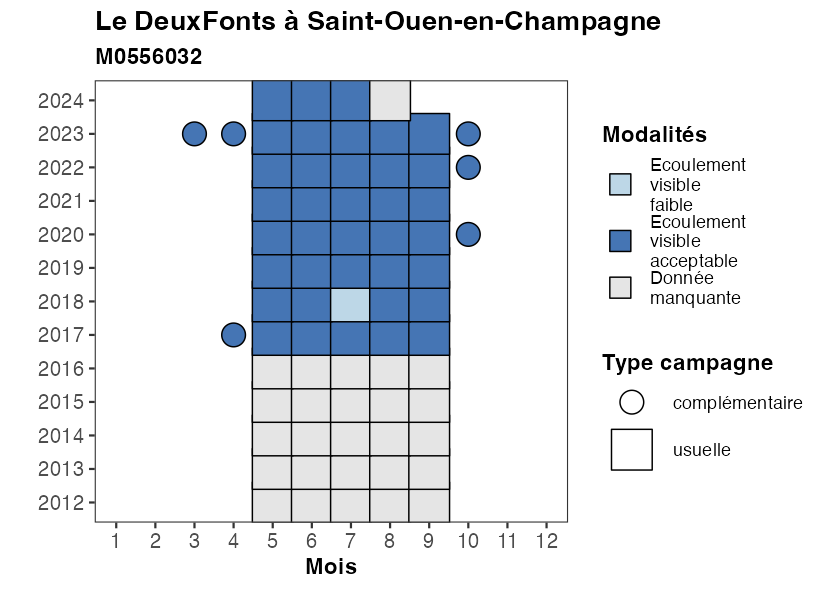 Le DeuxFonts à Saint-Ouen-en-Champagne
M0556032
2024
2023
2022
2021
2020
2019
2018
2017
2016
2015
2014
2013
2012
1 2 3 4 5 6 7 8 9 10 11 12
Mois
Modalités
Ecoulement
visible
faible
Ecoulement
visible
acceptable
Donnée
manquante
Type campagne
complémentaire
usuelle